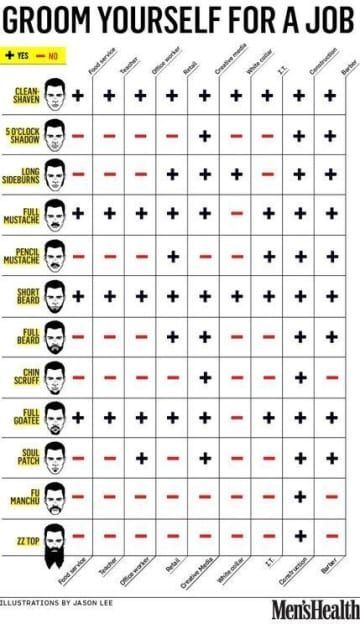 GROOM YOURSELF FOR A JOB
+ YES - NO
Food service
Teacher
Office worker
Retail
Creative media
White collar
I.T.
Construction
Barber
CLEAN-
SHAVEN
+ + + + + + + + +
5 O'CLOCK
SHADOW
- - - - + - - + +
LONG
SIDEBURNS
- - - + + + - + +
FULL
MUSTACHE
+ + + + + - + + +
PENCIL
MUSTACHE
- - - + - - + + +
SHORT
BEARD
+ + + + + + + + +
FULL
BEARD
- - - + + - - + +
CHIN
SCRUFF
- - - - + - - + -
FULL
GOATEE
+ + + + + - + + +
SOUL
PATCH
- - + - + - - + +
FU
MANCHU
- - - - - - - + -
ZZ TOP
- - - - - - - + -
Food service
Teacher
Office worker
Retail
Creative Media
White collar
I.T.
Construction
Barber
ILLUSTRATIONS BY JASON LEE
Men'sHealth